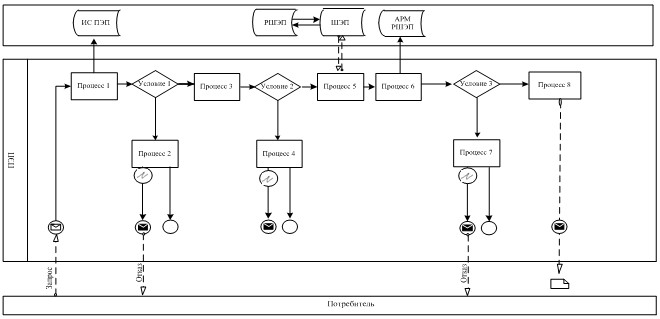 ИС ПЭП
РШЭП
ШЭП
АРМ
РШЭП
ПЭП
Процесс 1
Условие 1
Процесс 3
Условие 2
Процесс 5
Процесс 6
Условие 3
Процесс 8
Процесс 2
Процесс 4
Процесс 7
Запрос
Отказ
Отказ
Потребитель